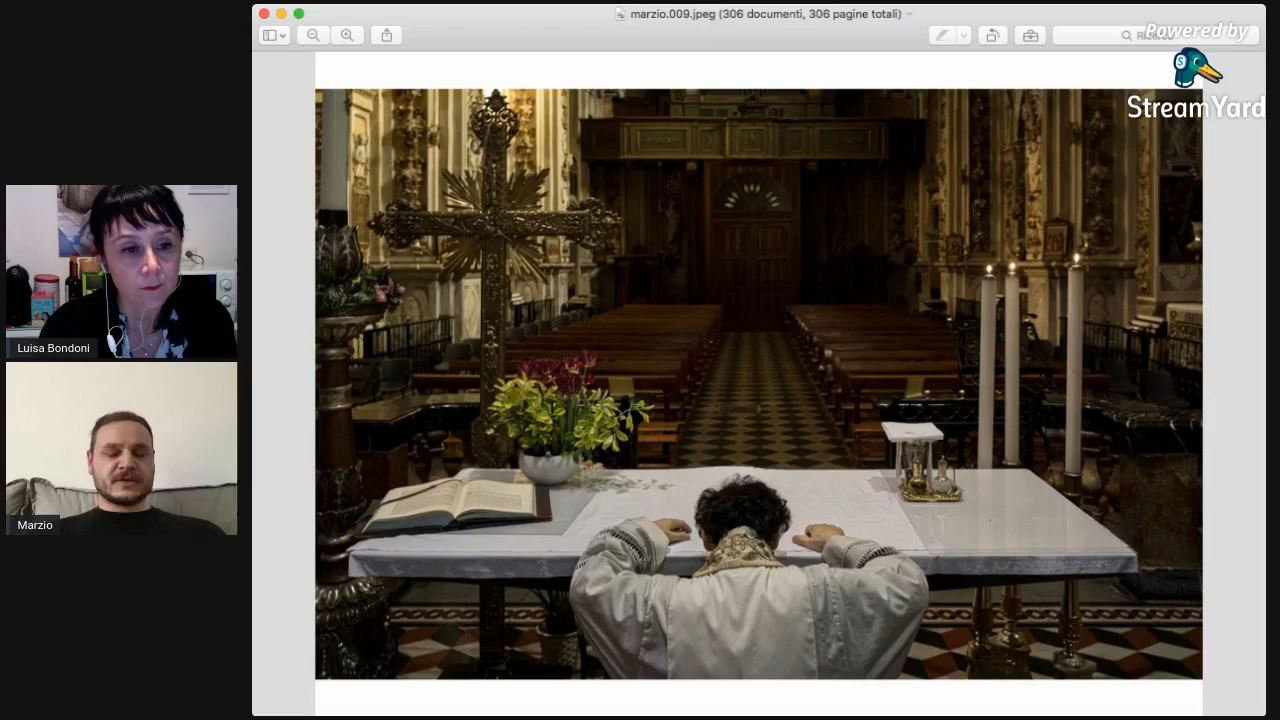 marzio.009.jpeg (306 documenti, 306 pagine totali)
Powered by
StreamYard
Luisa Bondoni
Marzio